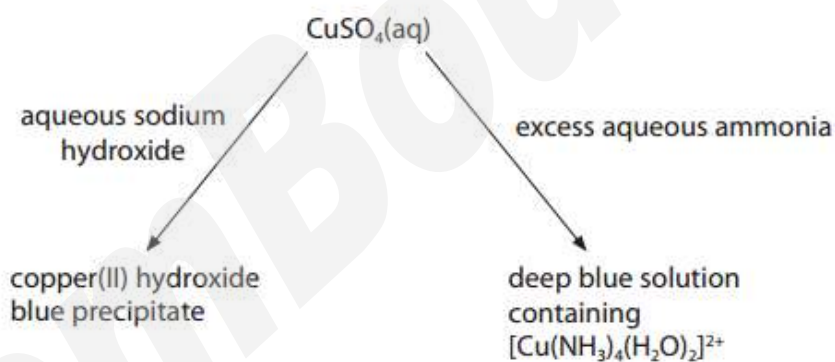 CuSO₄(aq)
aqueous sodium
hydroxide
excess aqueous ammonia
copper(II) hydroxide
blue precipitate
deep blue solution
containing
[Cu(NH₃)₄(H₂O)₂]²⁺